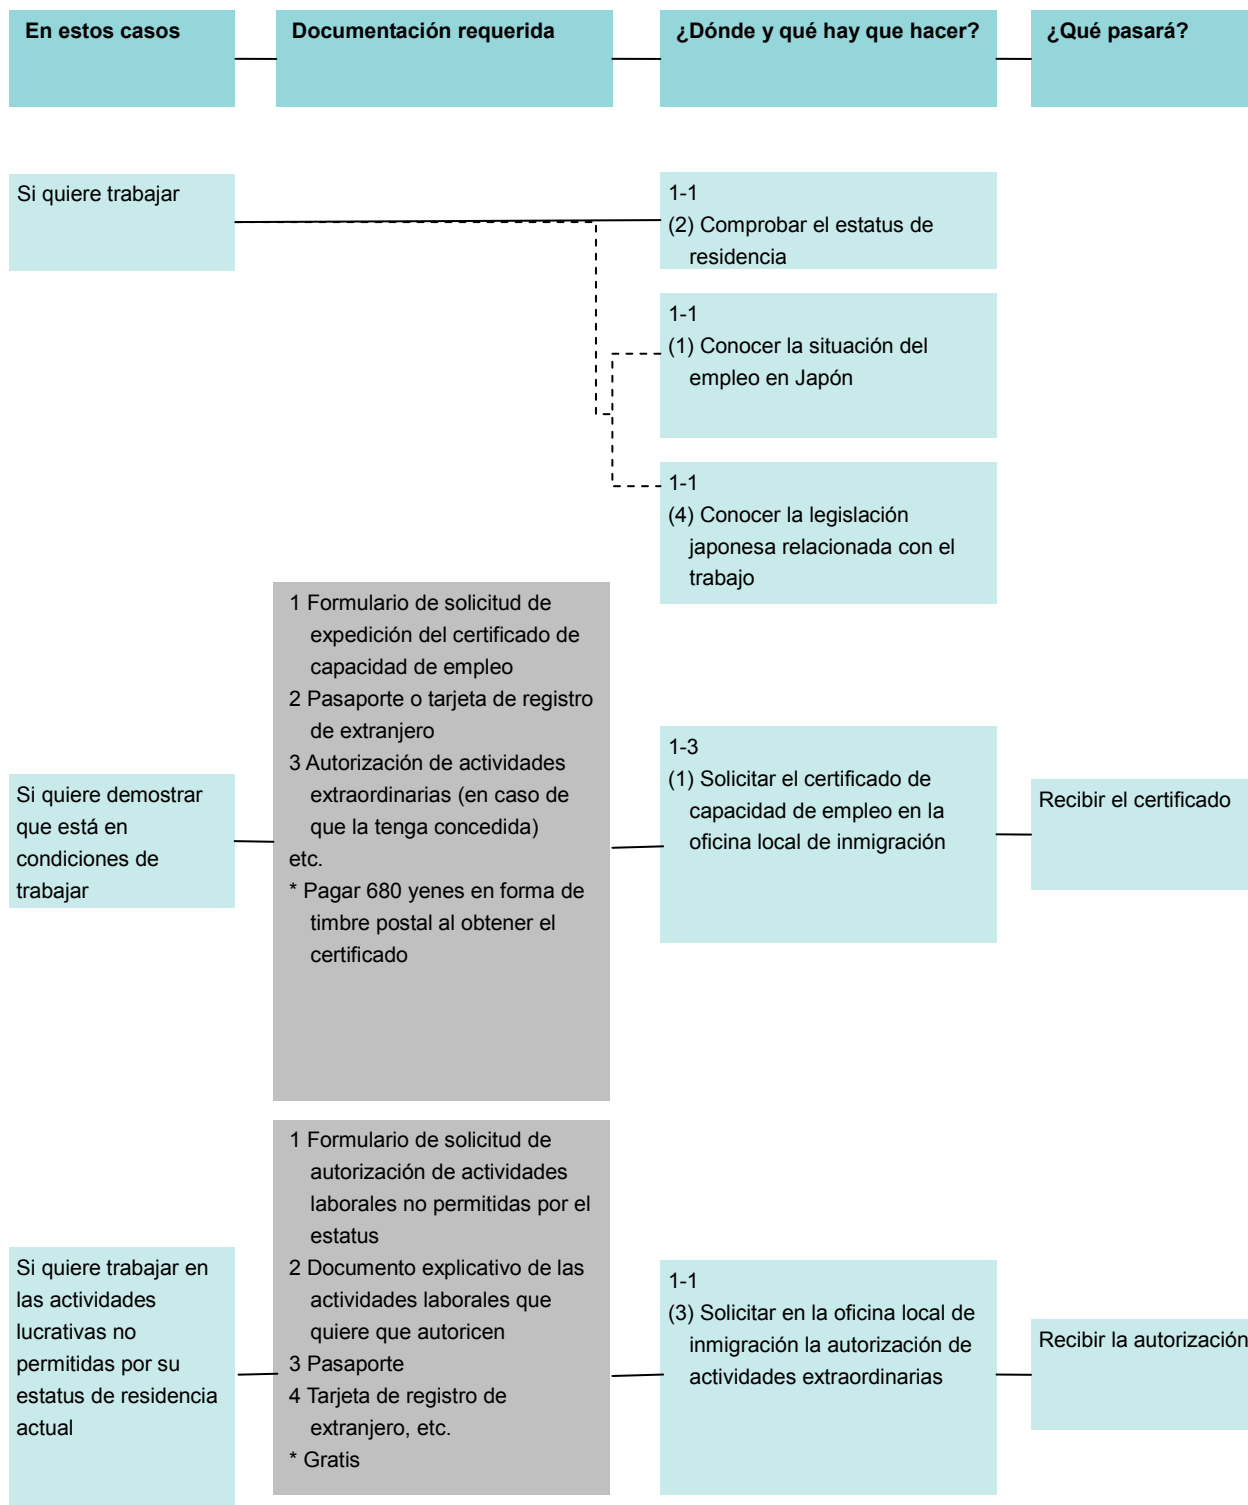 En estos casos
Documentación requerida
¿Dónde y qué hay que hacer?
¿Qué pasará?
Si quiere trabajar
1-1
(2) Comprobar el estatus de
residencia
1-1
(1) Conocer la situación del
empleo en Japón
1-1
(4) Conocer la legislación
japonesa relacionada con el
trabajo
Si quiere demostrar
que está en
condiciones de
trabajar
1 Formulario de solicitud de
expedición del certificado de
capacidad de empleo
2 Pasaporte o tarjeta de registro
de extranjero
3 Autorización de actividades
extraordinarias (en caso de
que la tenga concedida)
etc.
* Pagar 680 yenes en forma de
timbre postal al obtener el
certificado
1-3
(1) Solicitar el certificado de
capacidad de empleo en la
oficina local de inmigración
Recibir el certificado
Si quiere trabajar en
las actividades
lucrativas no
permitidas por su
estatus de residencia
actual
1 Formulario de solicitud de
autorización de actividades
laborales no permitidas por el
estatus
2 Documento explicativo de las
actividades laborales que
quiere que autoricen
3 Pasaporte
4 Tarjeta de registro de
extranjero, etc.
* Gratis
1-1
(3) Solicitar en la oficina local de
inmigración la autorización de
actividades extraordinarias
Recibir la autorización